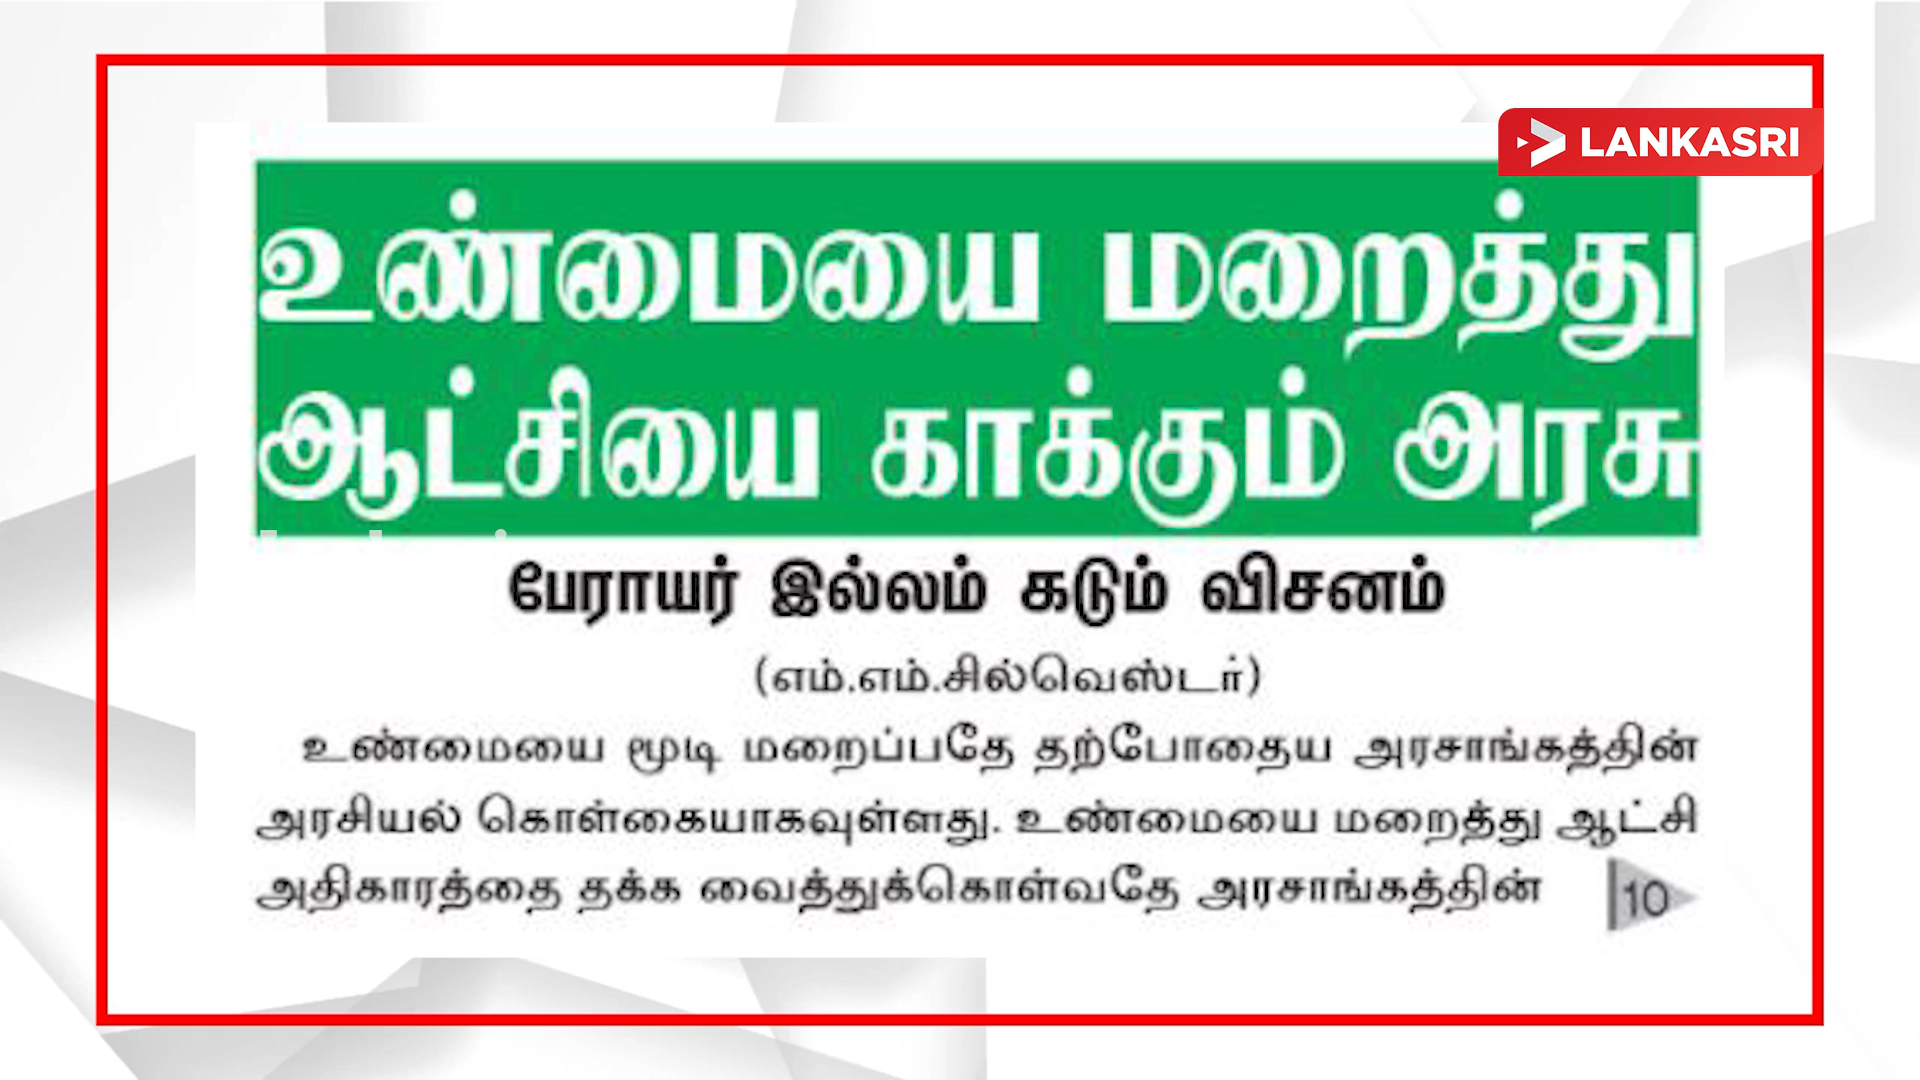 LANKASRI
உண்மையை மறைத்து
ஆட்சியை காக்கும் அரசு
பேராயர் இல்லம் கடும் விசனம்
(எம்.எம்.சில்வெஸ்டர்)
உண்மையை மூடி மறைப்பதே தற்போதைய அரசாங்கத்தின்
அரசியல் கொள்கையாகவுள்ளது. உண்மையை மறைத்து ஆட்சி
அதிகாரத்தை தக்க வைத்துக்கொள்வதே அரசாங்கத்தின்
10